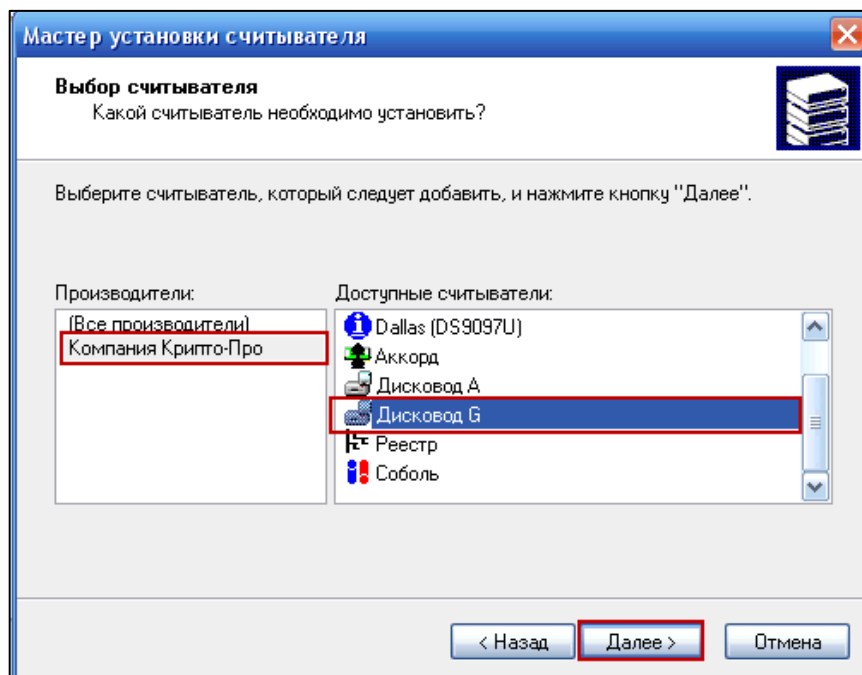 Мастер установки считывателя
Выбор считывателя
Какой считыватель необходимо установить?
Выберите считыватель, который следует добавить, и нажмите кнопку "Далее".
Производители:
(Все производители)
Компания Крипто-Про
Доступные считыватели:
Dallas (DS9097U)
Аккорд
Дисковод A
Дисковод G
Реестр
Соболь
< Назад
Далее >
Отмена